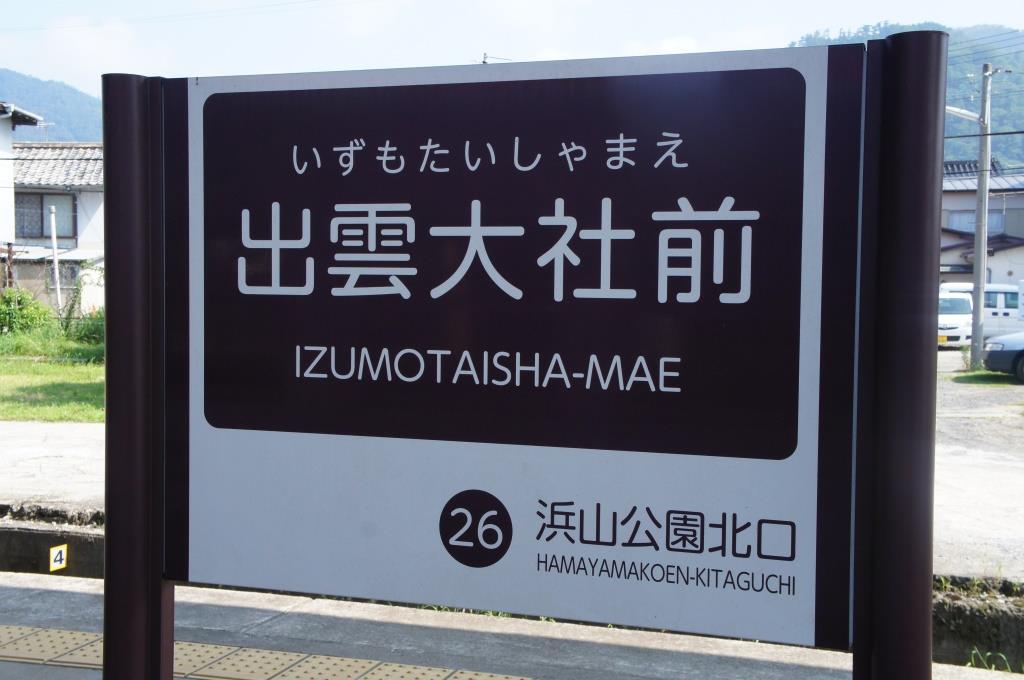 いずもたいしゃまえ
出雲大社前
IZUMOTAISHA-MAE
26 浜山公園北口
HAMAYAMAKOEN-KITAGUCHI
4